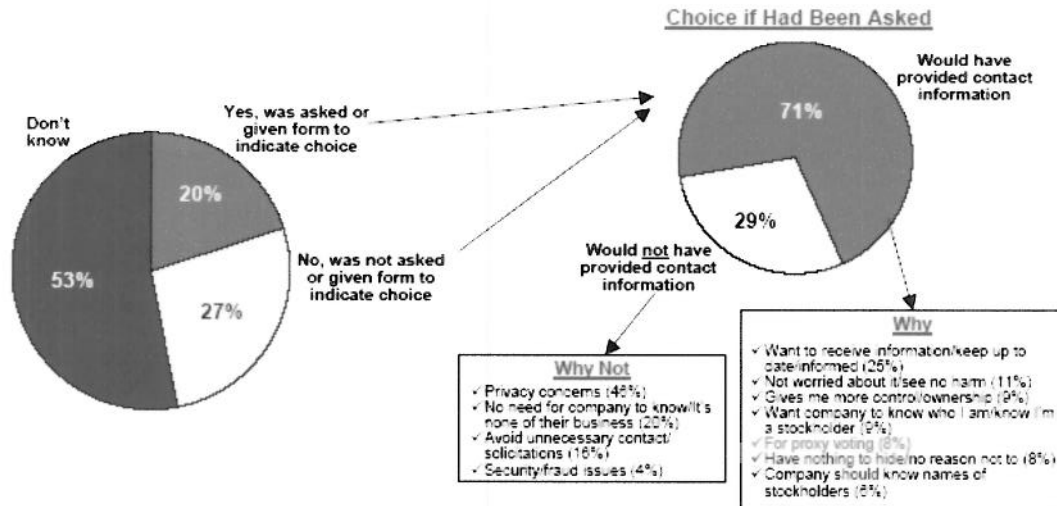 Choice if Had Been Asked
Don't
know
Yes, was asked or
given form to
indicate choice
20%
53%
27%
No, was not asked
or given form to
indicate choice
Would have
provided contact
information
71%
29%
Would not have
provided contact
information
Why Not
✓ Privacy concerns (46%)
✓ No need for company to know/It's
none of their business (20%)
✓ Avoid unnecessary contact/
solicitations (16%)
✓ Security/fraud issues (4%)
Why
✓ Want to receive information/keep up to
date/informed (25%)
✓ Not worried about it/see no harm (11%)
✓ Gives me more control/ownership (9%)
✓ Want company to know who I am/know I'm
a stockholder (9%)
✓ For proxy voting (8%)
✓ Have nothing to hide/no reason not to (8%)
✓ Company should know names of
stockholders (6%)